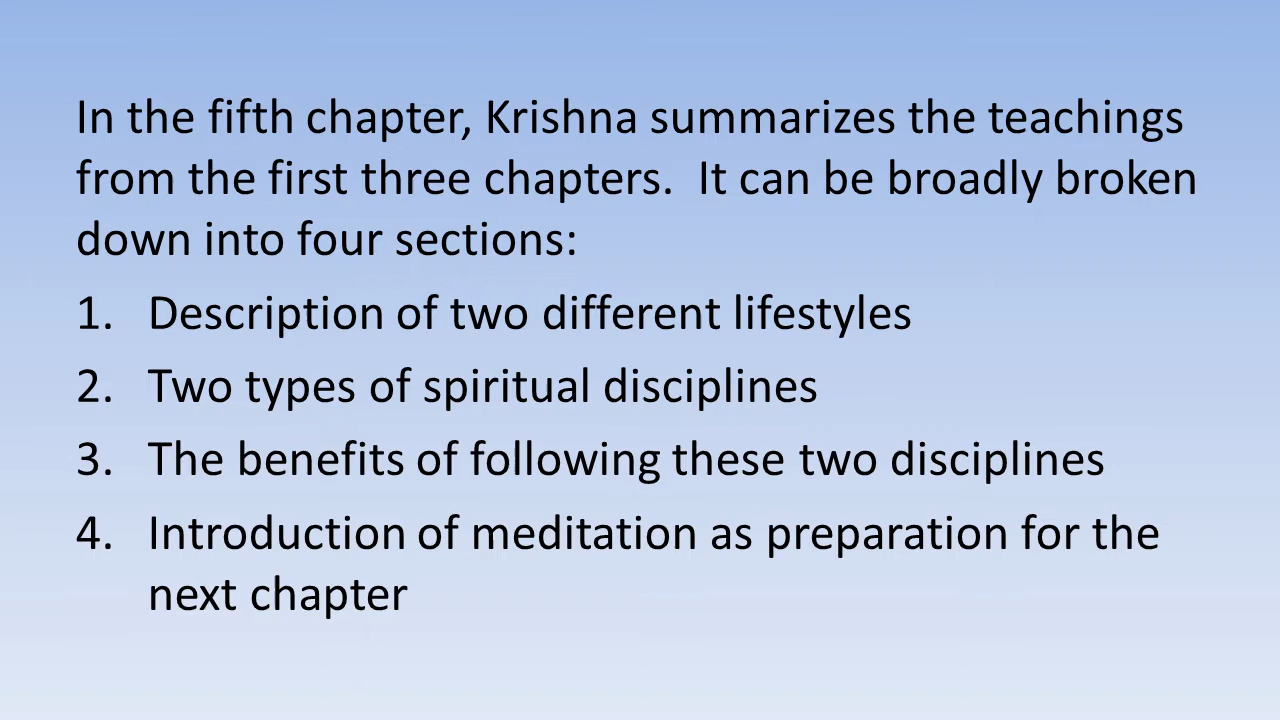 In the fifth chapter, Krishna summarizes the teachings
from the first three chapters.  It can be broadly broken
down into four sections:
1. Description of two different lifestyles
2. Two types of spiritual disciplines
3. The benefits of following these two disciplines
4. Introduction of meditation as preparation for the
next chapter